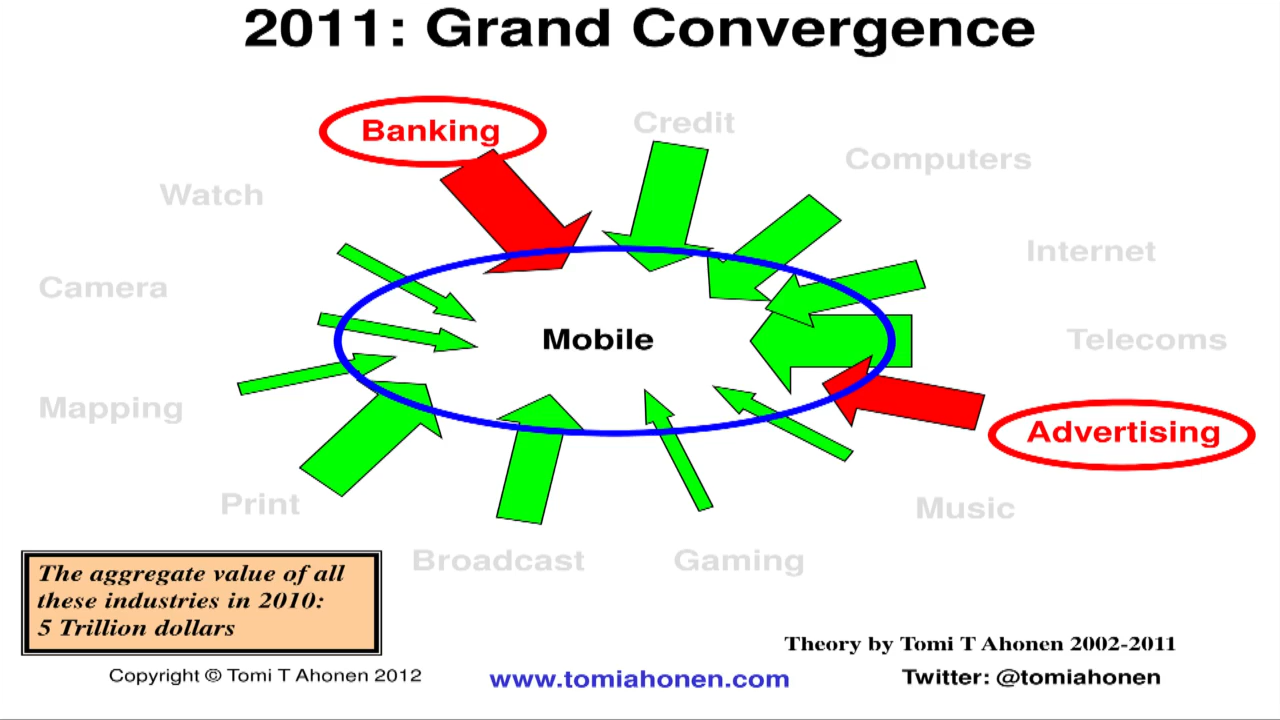 2011: Grand Convergence
Banking
Credit
Computers
Watch
Internet
Camera
Mobile
Telecoms
Mapping
Advertising
Print
Music
Broadcast
Gaming
The aggregate value of all
these industries in 2010:
5 Trillion dollars
Theory by Tomi T Ahonen 2002-2011
Copyright © Tomi T Ahonen 2012
www.tomiahonen.com
Twitter: @tomiahonen